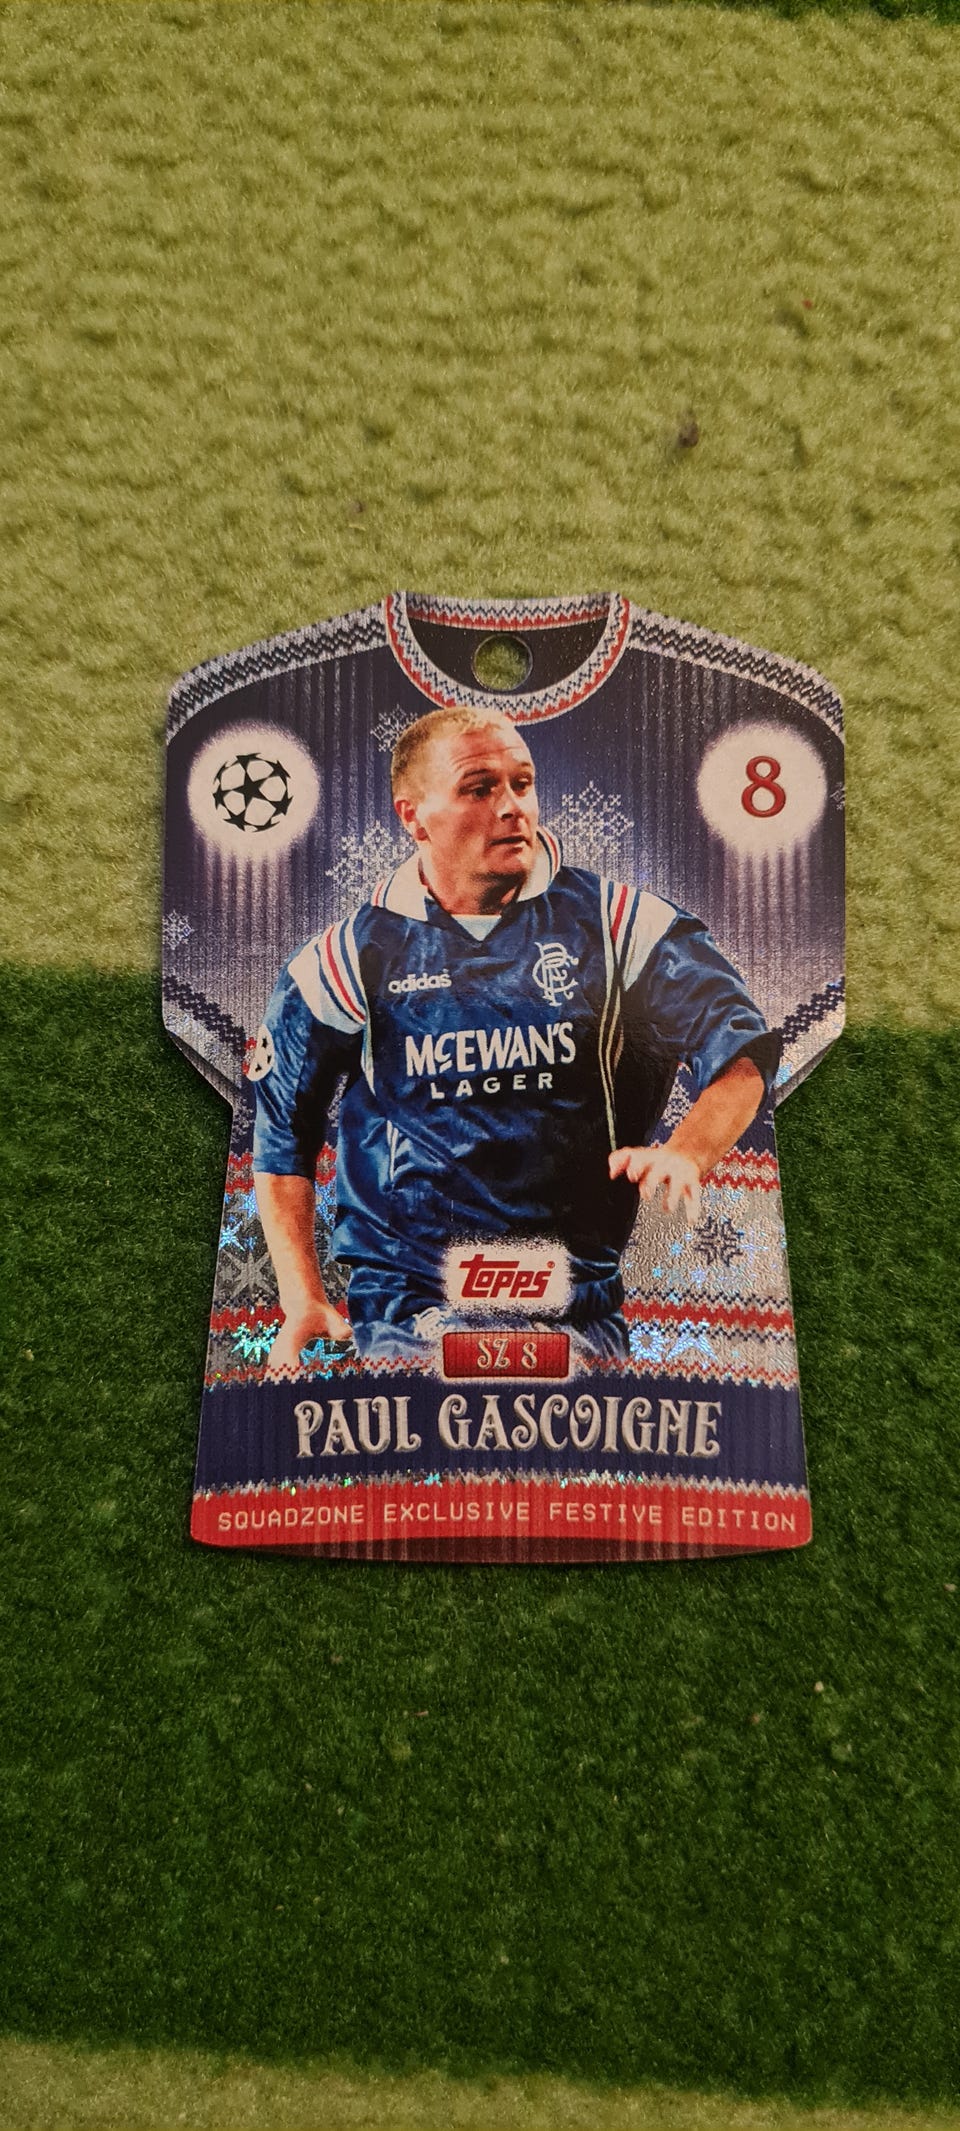 8
adidas
McEWAN'S
LAGER
topps®
SZ 8
PAUL GASCOIGNE
SQUADZONE EXCLUSIVE FESTIVE EDITION